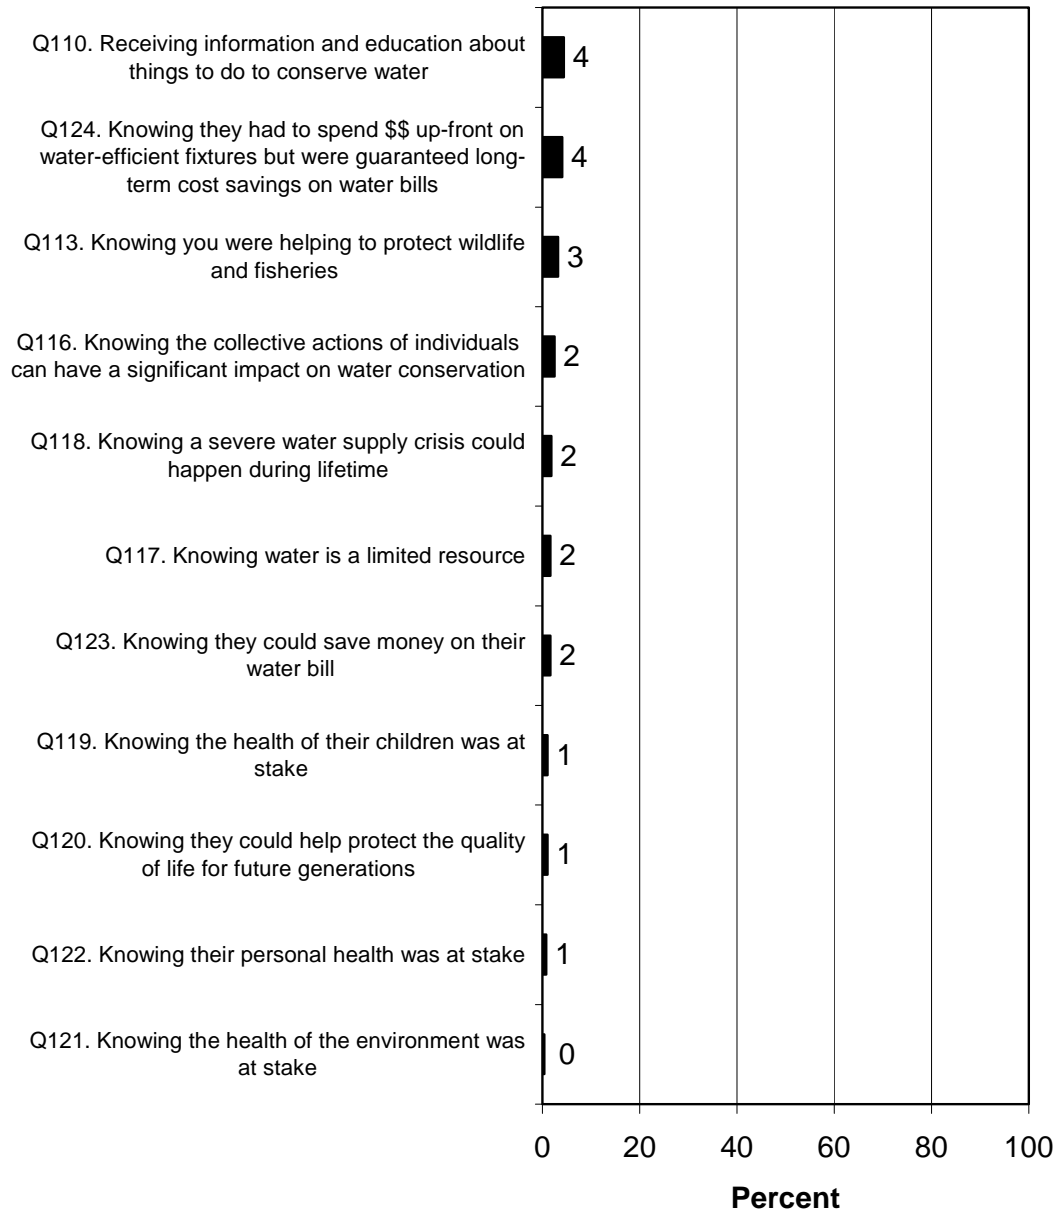 Q110. Receiving information and education about
things to do to conserve water
4
Q124. Knowing they had to spend $$ up-front on
water-efficient fixtures but were guaranteed long-
term cost savings on water bills
4
Q113. Knowing you were helping to protect wildlife
and fisheries
3
Q116. Knowing the collective actions of individuals
can have a significant impact on water conservation
2
Q118. Knowing a severe water supply crisis could
happen during lifetime
2
Q117. Knowing water is a limited resource
2
Q123. Knowing they could save money on their
water bill
2
Q119. Knowing the health of their children was at
stake
1
Q120. Knowing they could help protect the quality
of life for future generations
1
Q122. Knowing their personal health was at stake
1
Q121. Knowing the health of the environment was
at stake
0
0 20 40 60 80 100
Percent